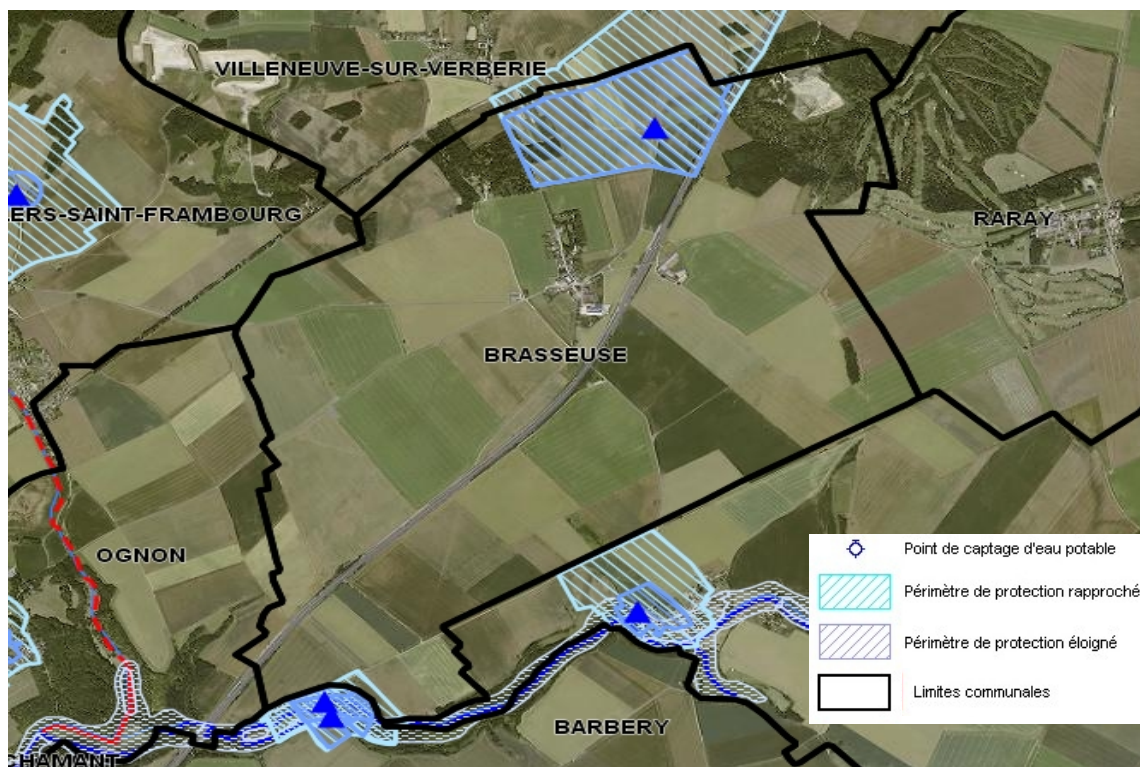 VILLENEUVE-SUR-VERBERIE
LERS-SAINT-FRAMBOURG
RARAY
BRASSEUSE
OGNON
BARBERY
CHAMANT
Point de captage d'eau potable
Périmètre de protection rapproché
Périmètre de protection éloigné
Limites communales